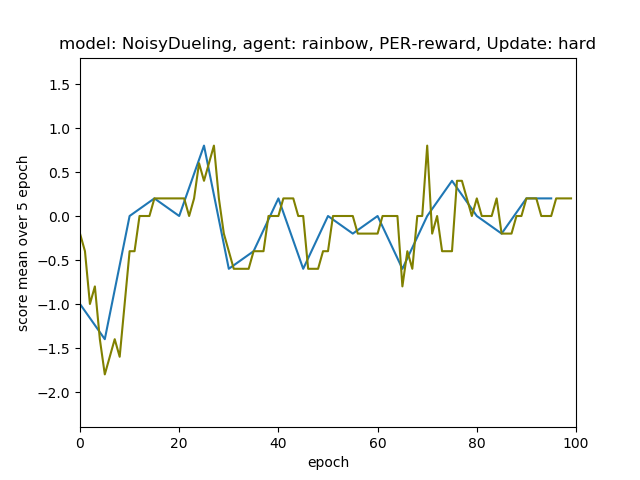 model: NoisyDueling, agent: rainbow, PER-reward, Update: hard
1.5
1.0
0.5
0.0
−0.5
−1.0
−1.5
−2.0
score mean over 5 epoch
0 20 40 60 80 100
epoch